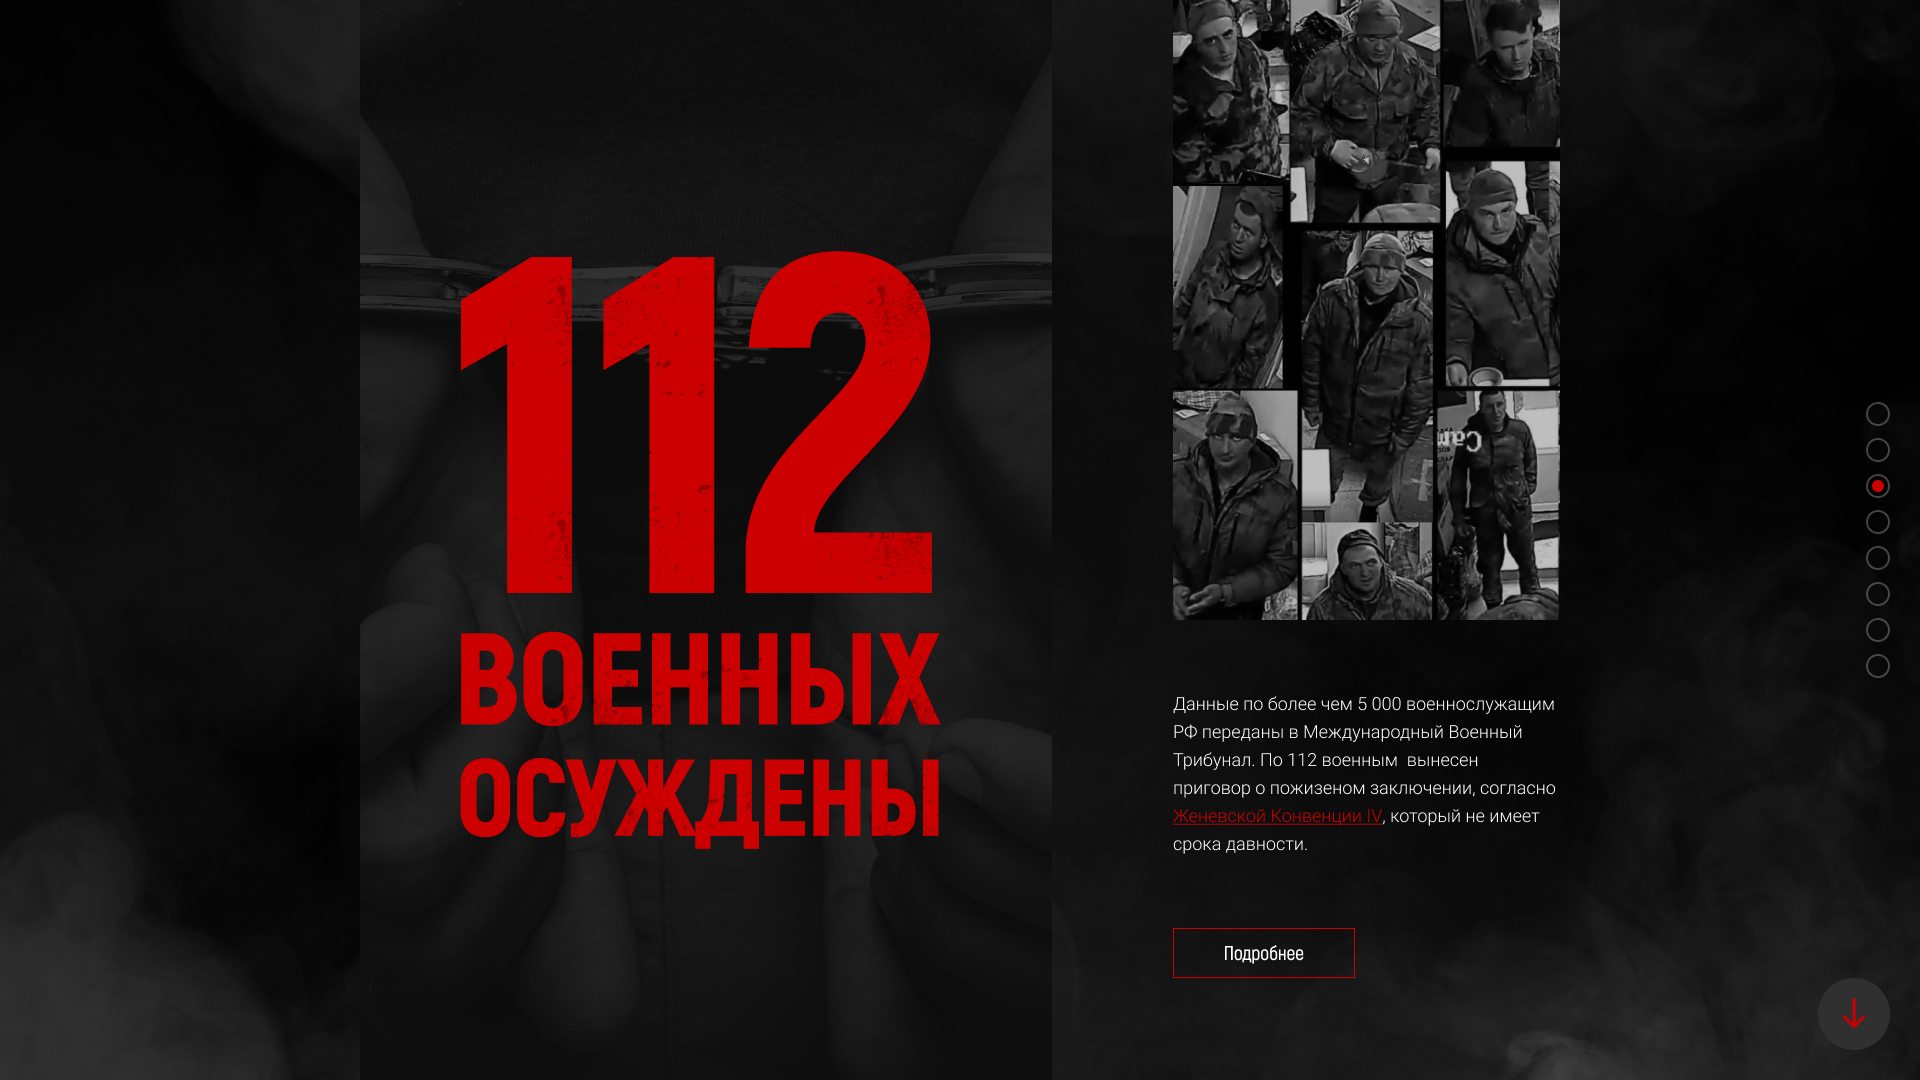 112
ВОЕННЫХ
ОСУЖДЕНЫ
Данные по более чем 5 000 военнослужащим
РФ переданы в Международный Военный
Трибунал. По 112 военным  вынесен
приговор о пожизеном заключении, согласно
Женевской Конвенции IV, который не имеет
срока давности.
Подробнее